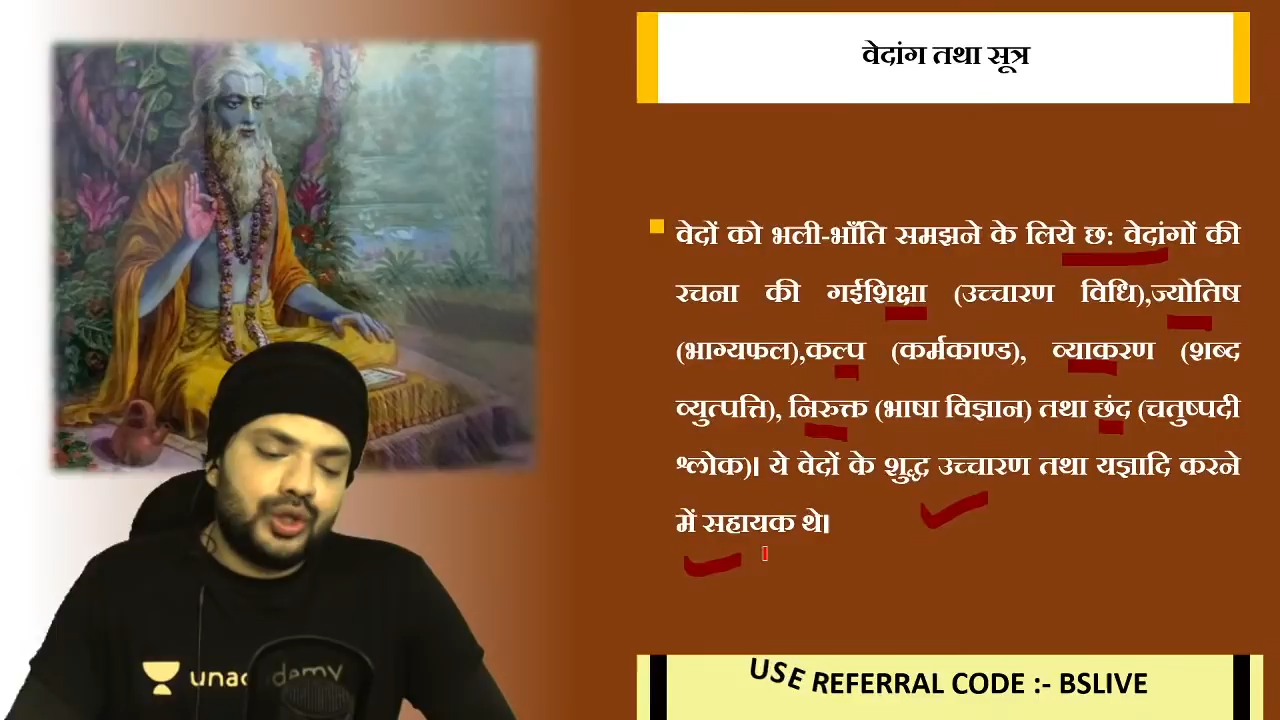 वेदांग तथा सूत्र
वेदों को भली-भाँति समझने के लिये छः वेदांगों की
रचना की गईशिक्षा (उच्चारण विधि),ज्योतिष
(भाग्यफल),कल्प (कर्मकाण्ड), व्याकरण (शब्द
व्युत्पत्ति), निरुक्त (भाषा विज्ञान) तथा छंद (चतुष्पदी
श्लोक)। ये वेदों के शुद्ध उच्चारण तथा यज्ञादि करने
में सहायक थे।
unacademy
USE REFERRAL CODE :- BSLIVE